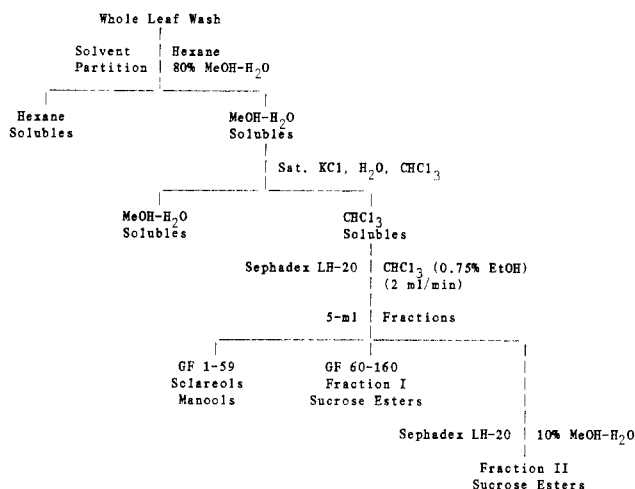 Whole Leaf Wash
Solvent Hexane
Partition 80% MeOH-H2O
Hexane MeOH-H2O
Solubles Solubles
Sat. KCl, H2O, CHCl3
MeOH-H2O CHCl3
Solubles Solubles
Sephadex LH-20 CHCl3 (0.75% EtOH)
(2 ml/min)
5-ml Fractions
GF 1-59 GF 60-160
Sclareols Fraction I
Manools Sucrose Esters
Sephadex LH-20 10% MeOH-H2O
Fraction II
Sucrose Esters